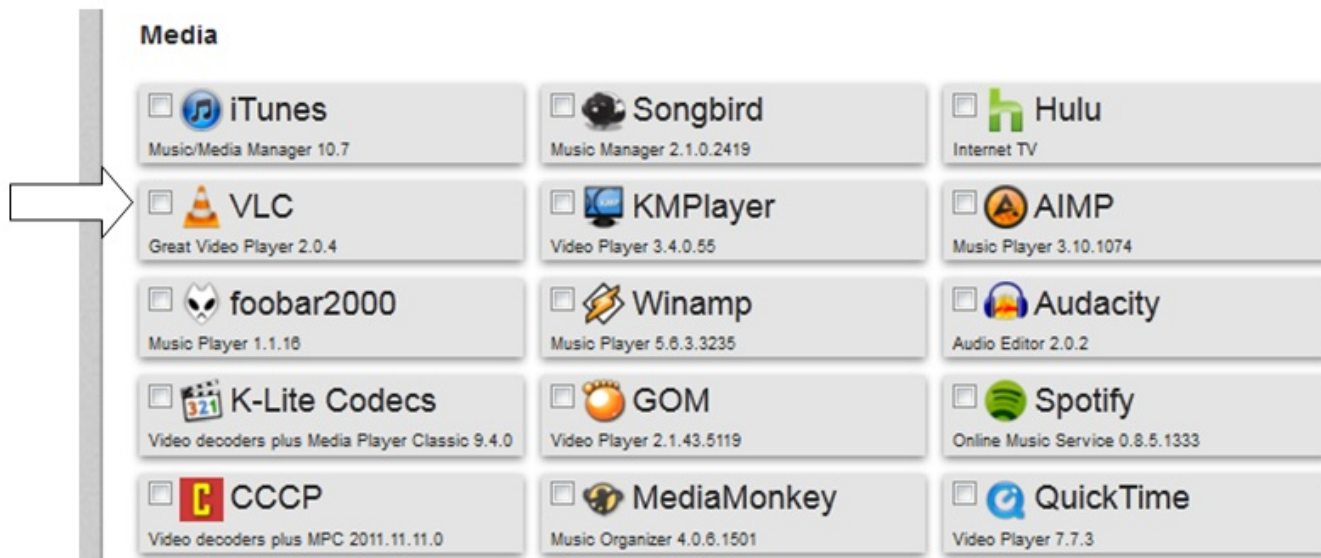 Media
iTunes
Music/Media Manager 10.7
Songbird
Music Manager 2.1.0.2419
Hulu
Internet TV
VLC
Great Video Player 2.0.4
KMPlayer
Video Player 3.4.0.55
AIMP
Music Player 3.10.1074
foobar2000
Music Player 1.1.16
Winamp
Music Player 5.6.3.3235
Audacity
Audio Editor 2.0.2
K-Lite Codecs
Video decoders plus Media Player Classic 9.4.0
GOM
Video Player 2.1.43.5119
Spotify
Online Music Service 0.8.5.1333
CCCP
Video decoders plus MPC 2011.11.11.0
MediaMonkey
Music Organizer 4.0.6.1501
QuickTime
Video Player 7.7.3